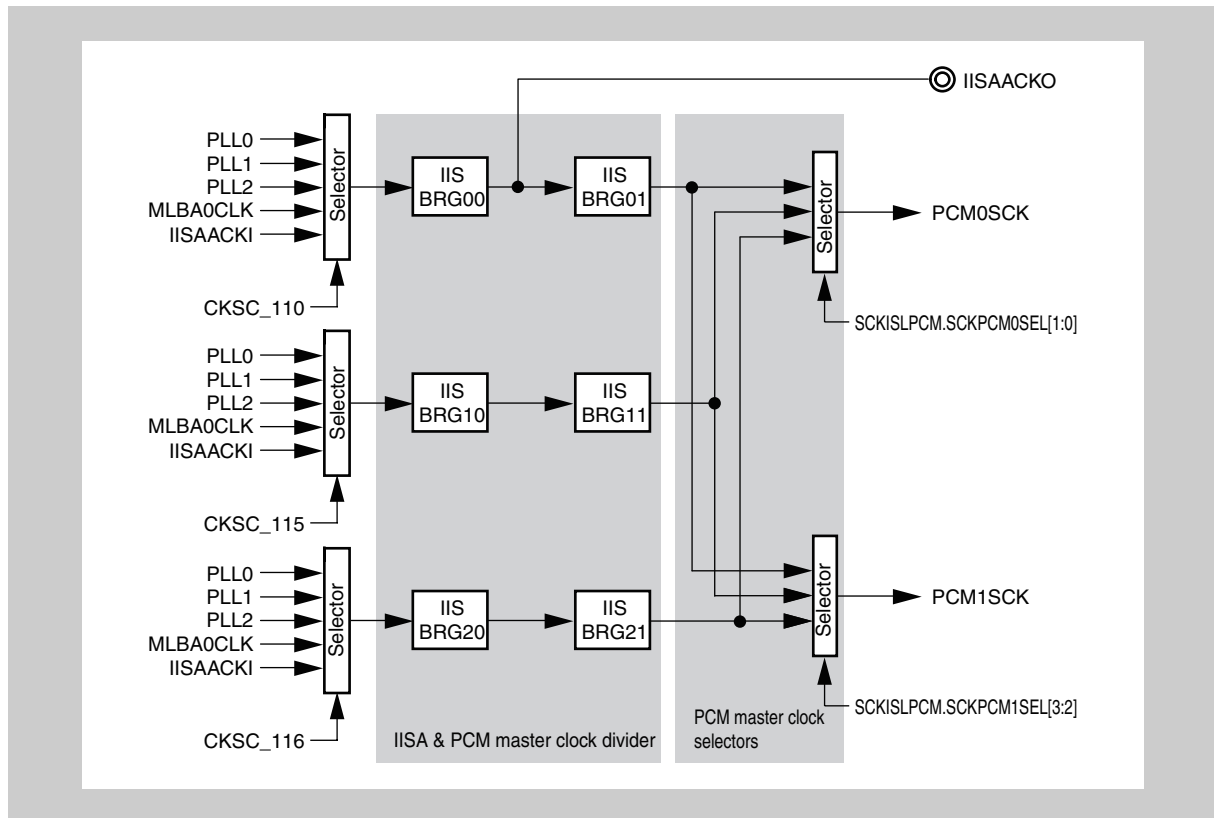 IISAACKO
PLL0
PLL1
PLL2
MLBA0CLK
IISAACKI
Selector
CKSC_110
IIS
BRG00
IIS
BRG01
Selector
PCM0SCK
SCKISLPCM.SCKPCM0SEL[1:0]
PLL0
PLL1
PLL2
MLBA0CLK
IISAACKI
Selector
CKSC_115
IIS
BRG10
IIS
BRG11
PLL0
PLL1
PLL2
MLBA0CLK
IISAACKI
Selector
CKSC_116
IIS
BRG20
IIS
BRG21
Selector
PCM1SCK
SCKISLPCM.SCKPCM1SEL[3:2]
IISA & PCM master clock divider
PCM master clock
selectors